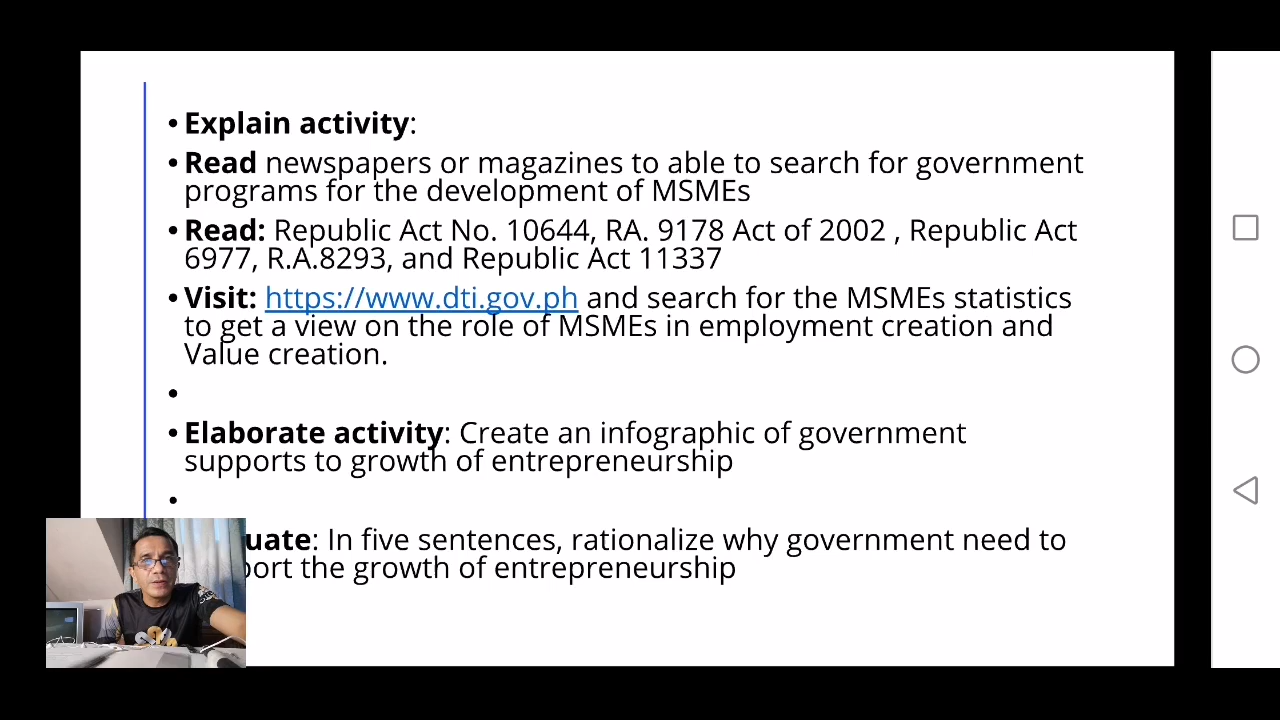 • Explain activity:
• Read newspapers or magazines to able to search for government
programs for the development of MSMEs
• Read: Republic Act No. 10644, RA. 9178 Act of 2002 , Republic Act
6977, R.A.8293, and Republic Act 11337
• Visit: https://www.dti.gov.ph and search for the MSMEs statistics
to get a view on the role of MSMEs in employment creation and
Value creation.
•
• Elaborate activity: Create an infographic of government
supports to growth of entrepreneurship
•
uate: In five sentences, rationalize why government need to
port the growth of entrepreneurship